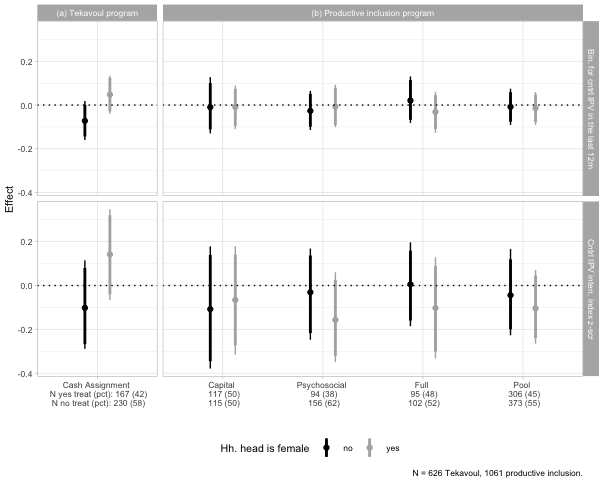 (a) Tekavoul program
(b) Productive inclusion program
0.2
0.0
-0.2
-0.4
Bin. for cntrl IPV in the last 12m
Effect
0.2
0.0
-0.2
-0.4
Cntrl IPV inten. index z-scr
Cash Assignment
N yes treat (pct): 167 (42)
N no treat (pct): 230 (58)
Capital
117 (50)
115 (50)
Psychosocial
94 (38)
156 (62)
Full
95 (48)
102 (52)
Pool
306 (45)
373 (55)
Hh. head is female no yes
N = 626 Tekavoul, 1061 productive inclusion.